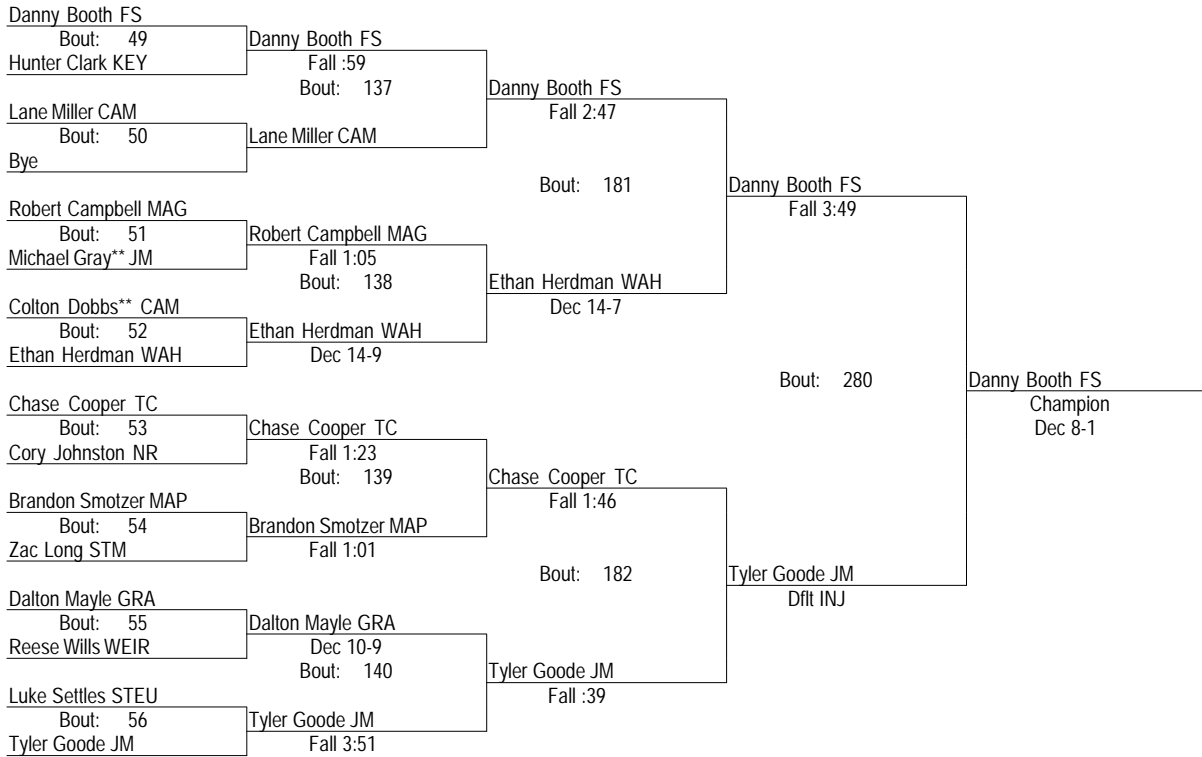 Danny Booth FS
Bout: 49
Danny Booth FS
Hunter Clark KEY
Fall :59
Bout: 137
Danny Booth FS
Lane Miller CAM
Fall 2:47
Bout: 50
Lane Miller CAM
Bye
Bout: 181
Danny Booth FS
Robert Campbell MAG
Fall 3:49
Bout: 51
Robert Campbell MAG
Michael Gray** JM
Fall 1:05
Bout: 138
Ethan Herdman WAH
Colton Dobbs** CAM
Dec 14-7
Bout: 52
Ethan Herdman WAH
Ethan Herdman WAH
Dec 14-9
Bout: 280
Danny Booth FS
Chase Cooper TC
Champion
Bout: 53
Chase Cooper TC
Dec 8-1
Cory Johnston NR
Fall 1:23
Bout: 139
Chase Cooper TC
Brandon Smotzer MAP
Fall 1:46
Bout: 54
Brandon Smotzer MAP
Zac Long STM
Fall 1:01
Bout: 182
Tyler Goode JM
Dalton Mayle GRA
Dflt INJ
Bout: 55
Dalton Mayle GRA
Reese Wills WEIR
Dec 10-9
Bout: 140
Tyler Goode JM
Luke Settles STEU
Fall :39
Bout: 56
Tyler Goode JM
Tyler Goode JM
Fall 3:51